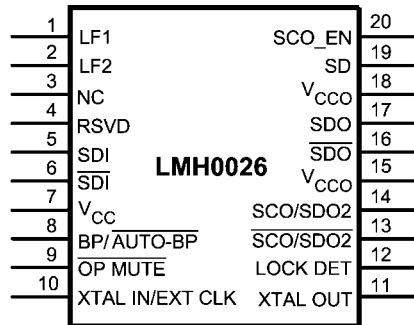 1 LF1
2 LF2
3 NC
4 RSVD
5 SDI
6 SDI
7 VCC
8 BP/AUTO-BP
9 OP MUTE
10 XTAL IN/EXT CLK
LMH0026
SCO_EN 20
SD 19
VCCO 18
SDO 17
SDO 16
VCCO 15
SCO/SDO2 14
SCO/SDO2 13
LOCK DET 12
XTAL OUT 11